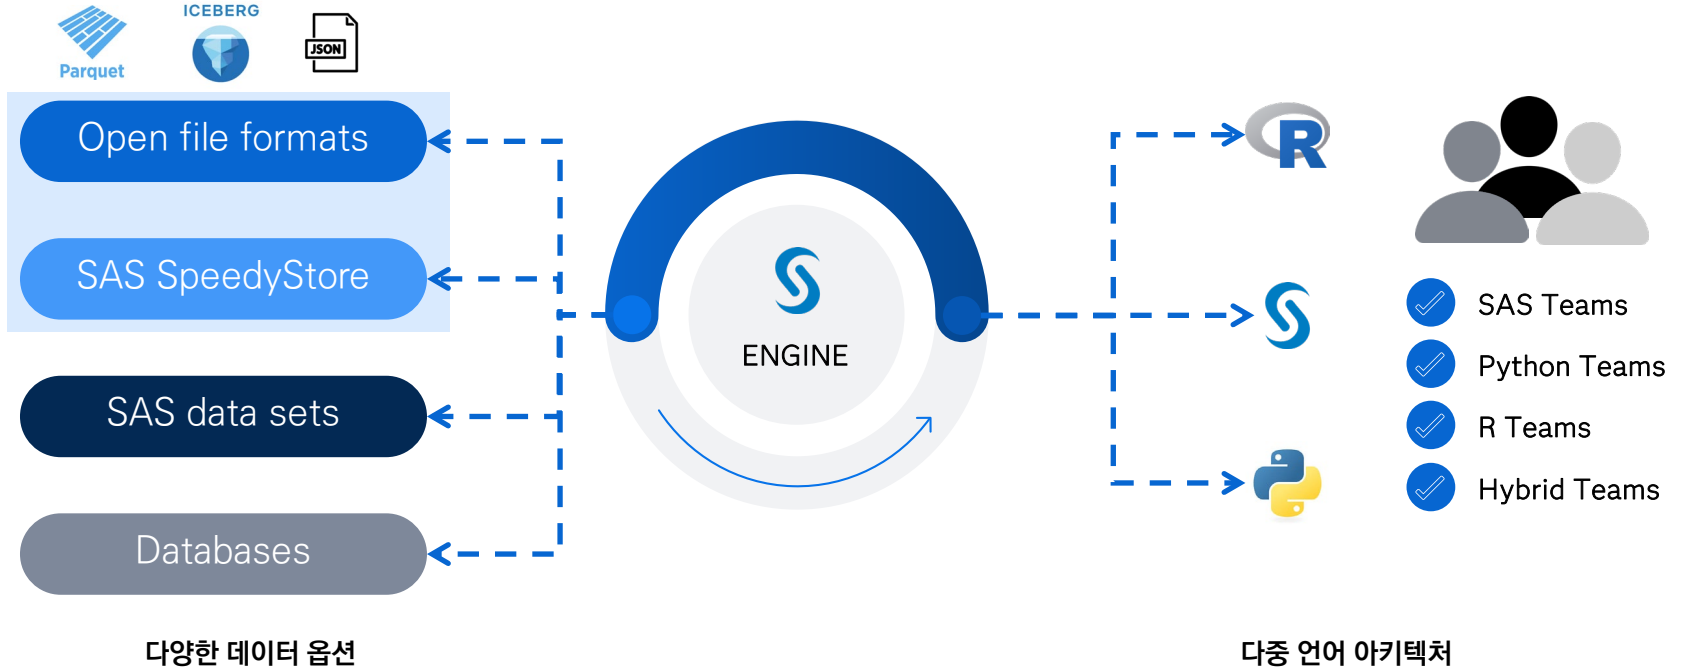 ICEBERG
Parquet
JSON
Open file formats
SAS SpeedyStore
SAS data sets
Databases
다양한 데이터 옵션
ENGINE
R
SAS Teams
Python Teams
R Teams
Hybrid Teams
다중 언어 아키텍처